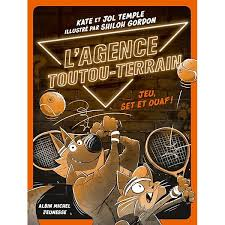 KATE ET JOL TEMPLE
ILLUSTRÉ PAR SHILOH GORDON
L'AGENCE
TOUTOU-TERRAIN
JEU,
SET ET OUAF !
ALBIN MICHEL
JEUNESSE